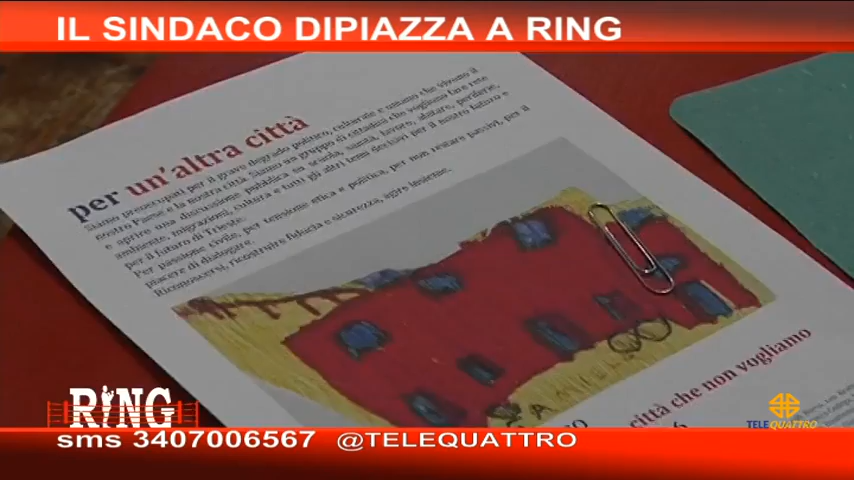 IL SINDACO DIPIAZZA A RING
per un'altra città
Siamo preoccupati per il grave degrado politico, culturale e umano che vivono il
nostro Paese e la nostra città. Siamo un gruppo di cittadini che vogliono fare rete
e aprire una discussione pubblica su scuola, sanità, lavoro, abitare, periferie,
ambiente, migrazioni, cultura e tutti gli altri temi decisivi per il nostro futuro e
per il futuro di Trieste.
Per passione civile, per tensione etica e politica, per non restare passivi, per il
piacere di dialogare.
Riconoscersi, ricostruire fiducia e sicurezza, agire insieme.
città che non vogliamo
RING
TELEQUATTRO
sms 3407006567 @TELEQUATTRO